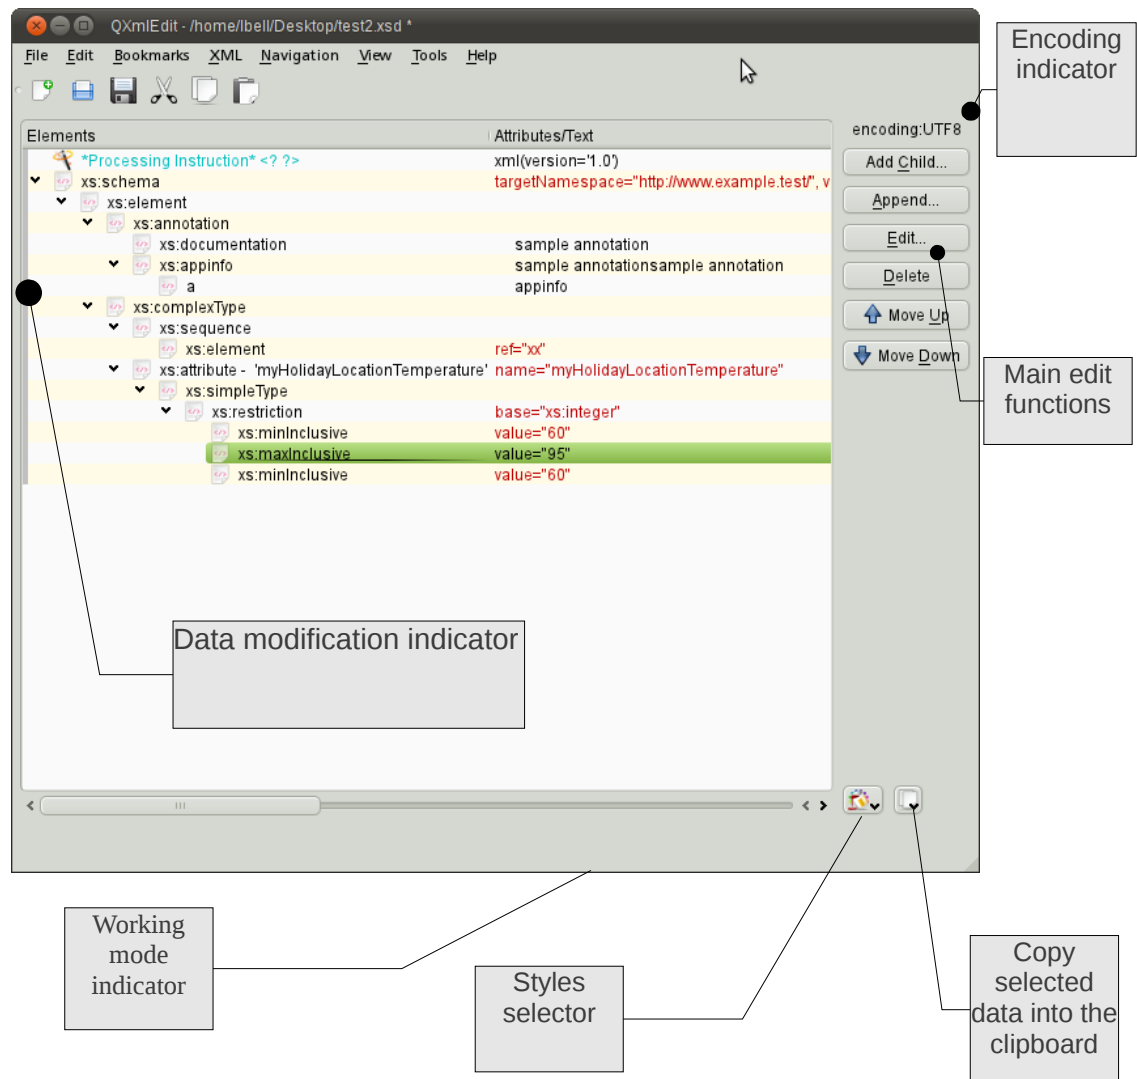 QXmlEdit - /home/lbell/Desktop/test2.xsd *
File Edit Bookmarks XML Navigation View Tools Help
Elements Attributes/Text
*Processing Instruction* <? ?> xml(version='1.0')
xs:schema targetNamespace="http://www.example.test/", v
xs:element
xs:annotation
xs:documentation sample annotation
xs:appinfo sample annotationsample annotation
a appinfo
xs:complexType
xs:sequence
xs:element ref="xx"
xs:attribute - 'myHolidayLocationTemperature' name="myHolidayLocationTemperature"
xs:simpleType
xs:restriction base="xs:integer"
xs:minInclusive value="60"
xs:maxInclusive value="95"
xs:minInclusive value="60"
encoding:UTF8
Add Child...
Append...
Edit...
Delete
Move Up
Move Down
Encoding
indicator
Main edit
functions
Data modification indicator
Working
mode
indicator
Styles
selector
Copy
selected
data into the
clipboard